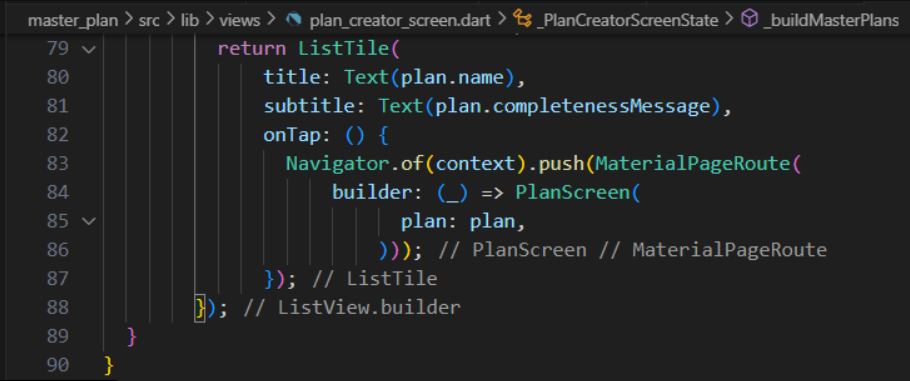 master_plan > src > lib > views > plan_creator_screen.dart > _PlanCreatorScreenState > _buildMasterPlans
79 return ListTile(
80 title: Text(plan.name),
81 subtitle: Text(plan.completenessMessage),
82 onTap: () {
83 Navigator.of(context).push(MaterialPageRoute(
84 builder: (_) => PlanScreen(
85 plan: plan,
86 ))); // PlanScreen // MaterialPageRoute
87 }); // ListTile
88 }); // ListView.builder
89 }
90 }